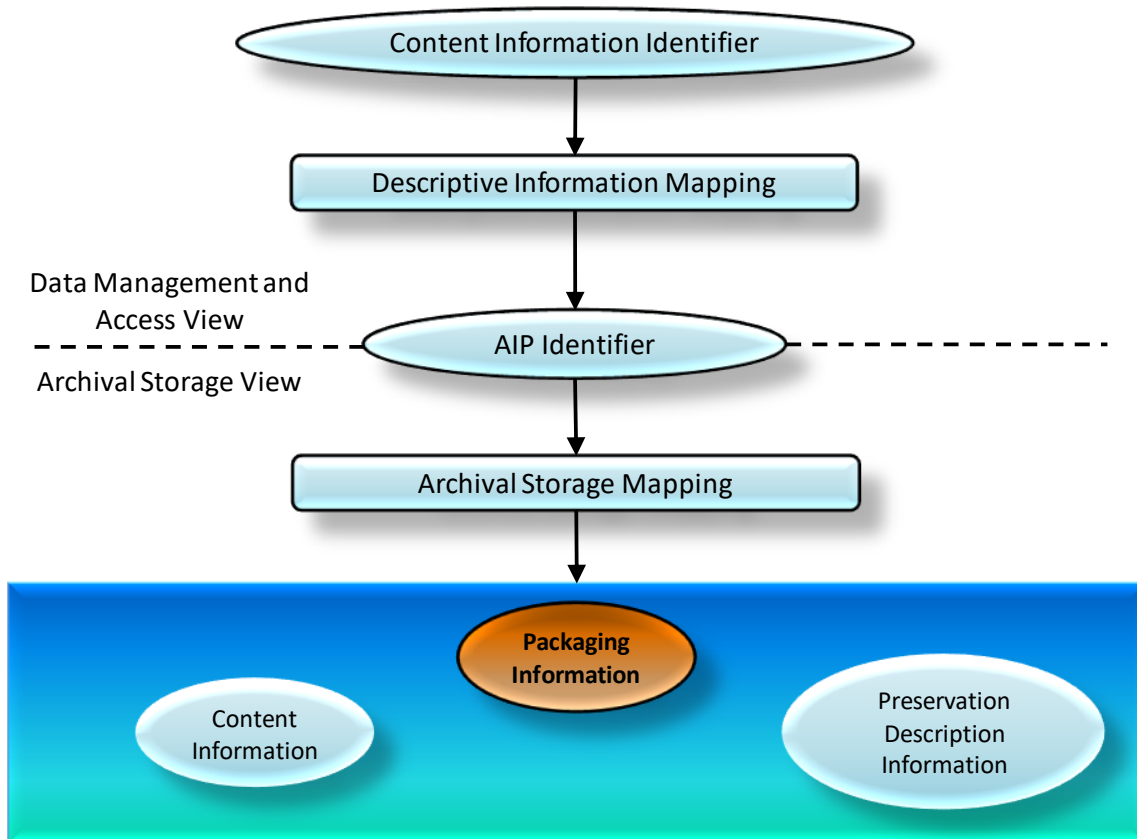 Content Information Identifier
Descriptive Information Mapping
Data Management and
Access View
AIP Identifier
Archival Storage View
Archival Storage Mapping
Packaging
Information
Content
Information
Preservation
Description
Information